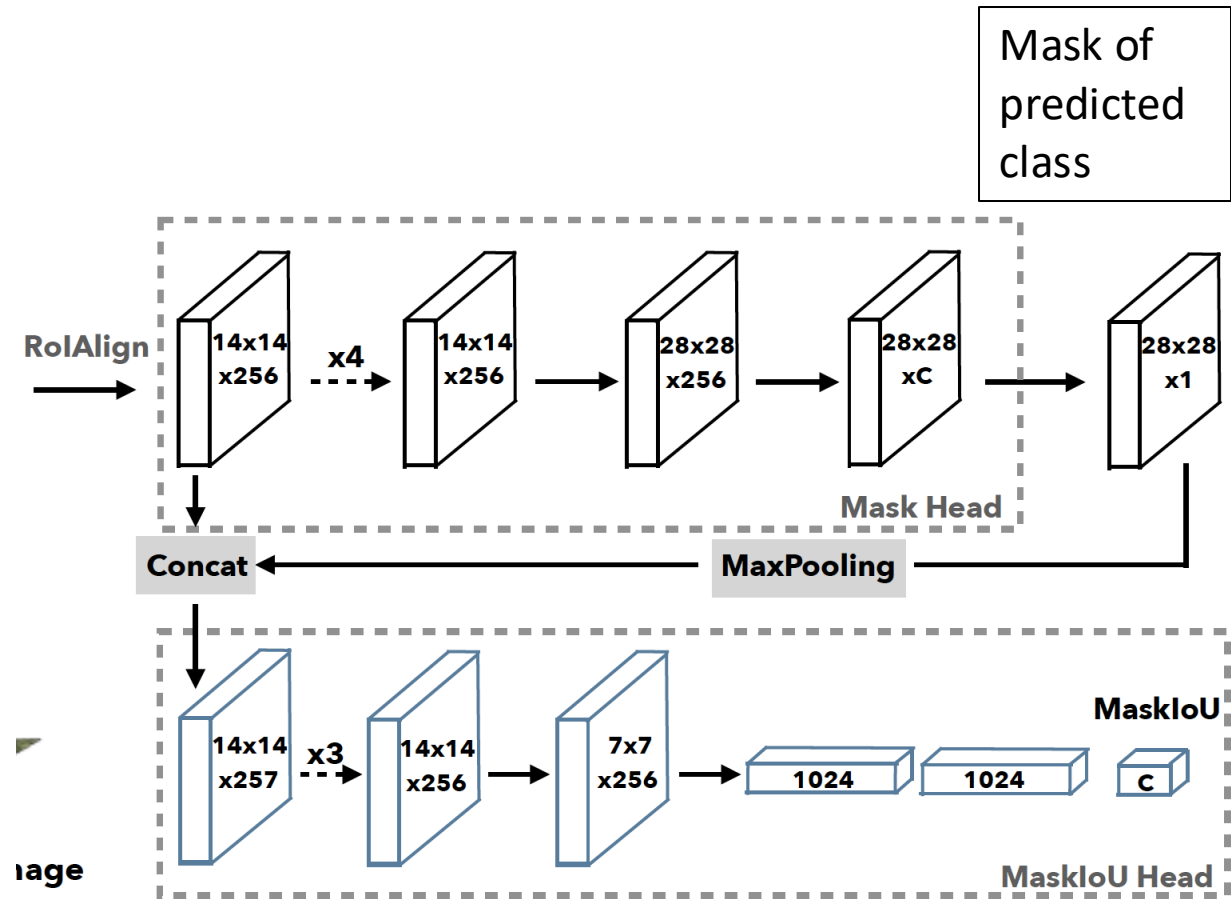 Mask of
predicted
class
RoIAlign
14x14
x256
x4
14x14
x256
28x28
x256
28x28
xC
28x28
x1
Mask Head
Concat
MaxPooling
14x14
x257
x3
14x14
x256
7x7
x256
1024
1024
MaskIoU
C
MaskIoU Head